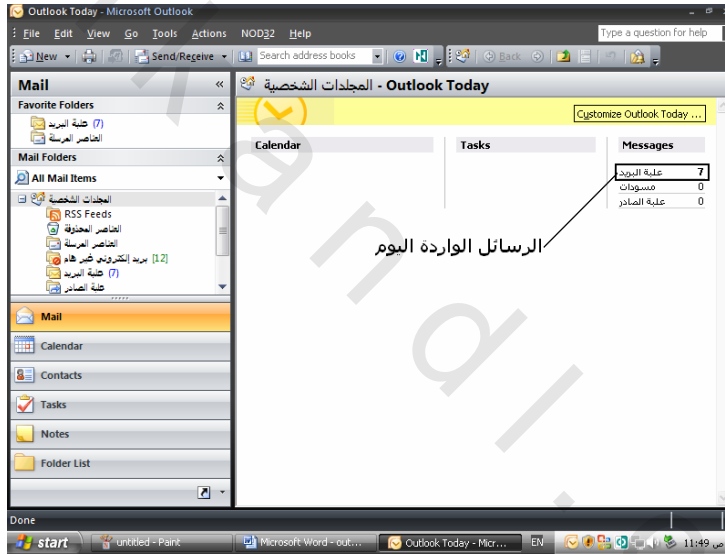 Outlook Today - Microsoft Outlook
File Edit View Go Tools Actions NOD32 Help
Type a question for help
New Send/Receive Search address books Back
Mail «
المجلدات الشخصية - Outlook Today
Favorite Folders
علبة البريد (7)
العناصر المرسلة
Mail Folders
All Mail Items
المجلدات الشخصية
RSS Feeds
العناصر المحذوفة
العناصر المرسلة
بريد إلكتروني غير هام [12]
علبة البريد (7)
علبة الصادر
Mail
Calendar
Contacts
Tasks
Notes
Folder List
Customize Outlook Today ...
Calendar Tasks Messages
علبة البريد 7
مسودات 0
علبة الصادر 0
الرسائل الواردة اليوم
Done
start untitled - Paint Microsoft Word - out... Outlook Today - Micr... EN 11:49 ص